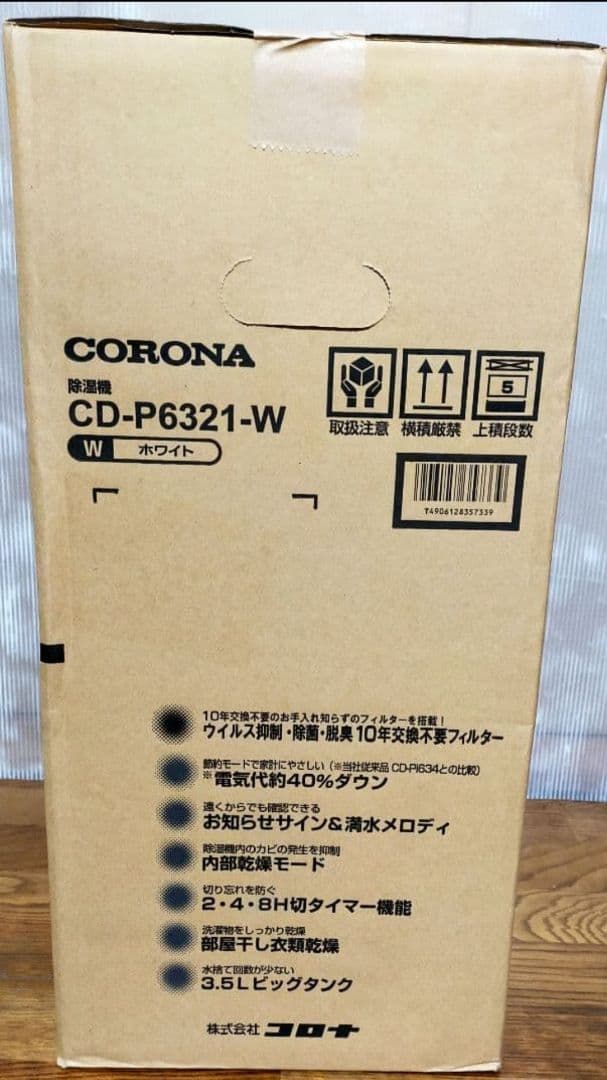 CORONA
除湿機
CD-P6321-W
W ホワイト
5
取扱注意 横積厳禁 上積段数
T4906128357339
10年交換不要のお手入れ知らずのフィルターを搭載!
ウイルス抑制・除菌・脱臭10年交換不要フィルター
節約モードで家計にやさしい(※当社従来品 CD-Pi634との比較)
※電気代約40%ダウン
遠くからでも確認できる
お知らせサイン&満水メロディ
除湿機内のカビの発生を抑制
内部乾燥モード
切り忘れを防ぐ
2・4・8H切タイマー機能
洗濯物をしっかり乾燥
部屋干し衣類乾燥
水捨て回数が少ない
3.5Lビッグタンク
株式会社 コロナ